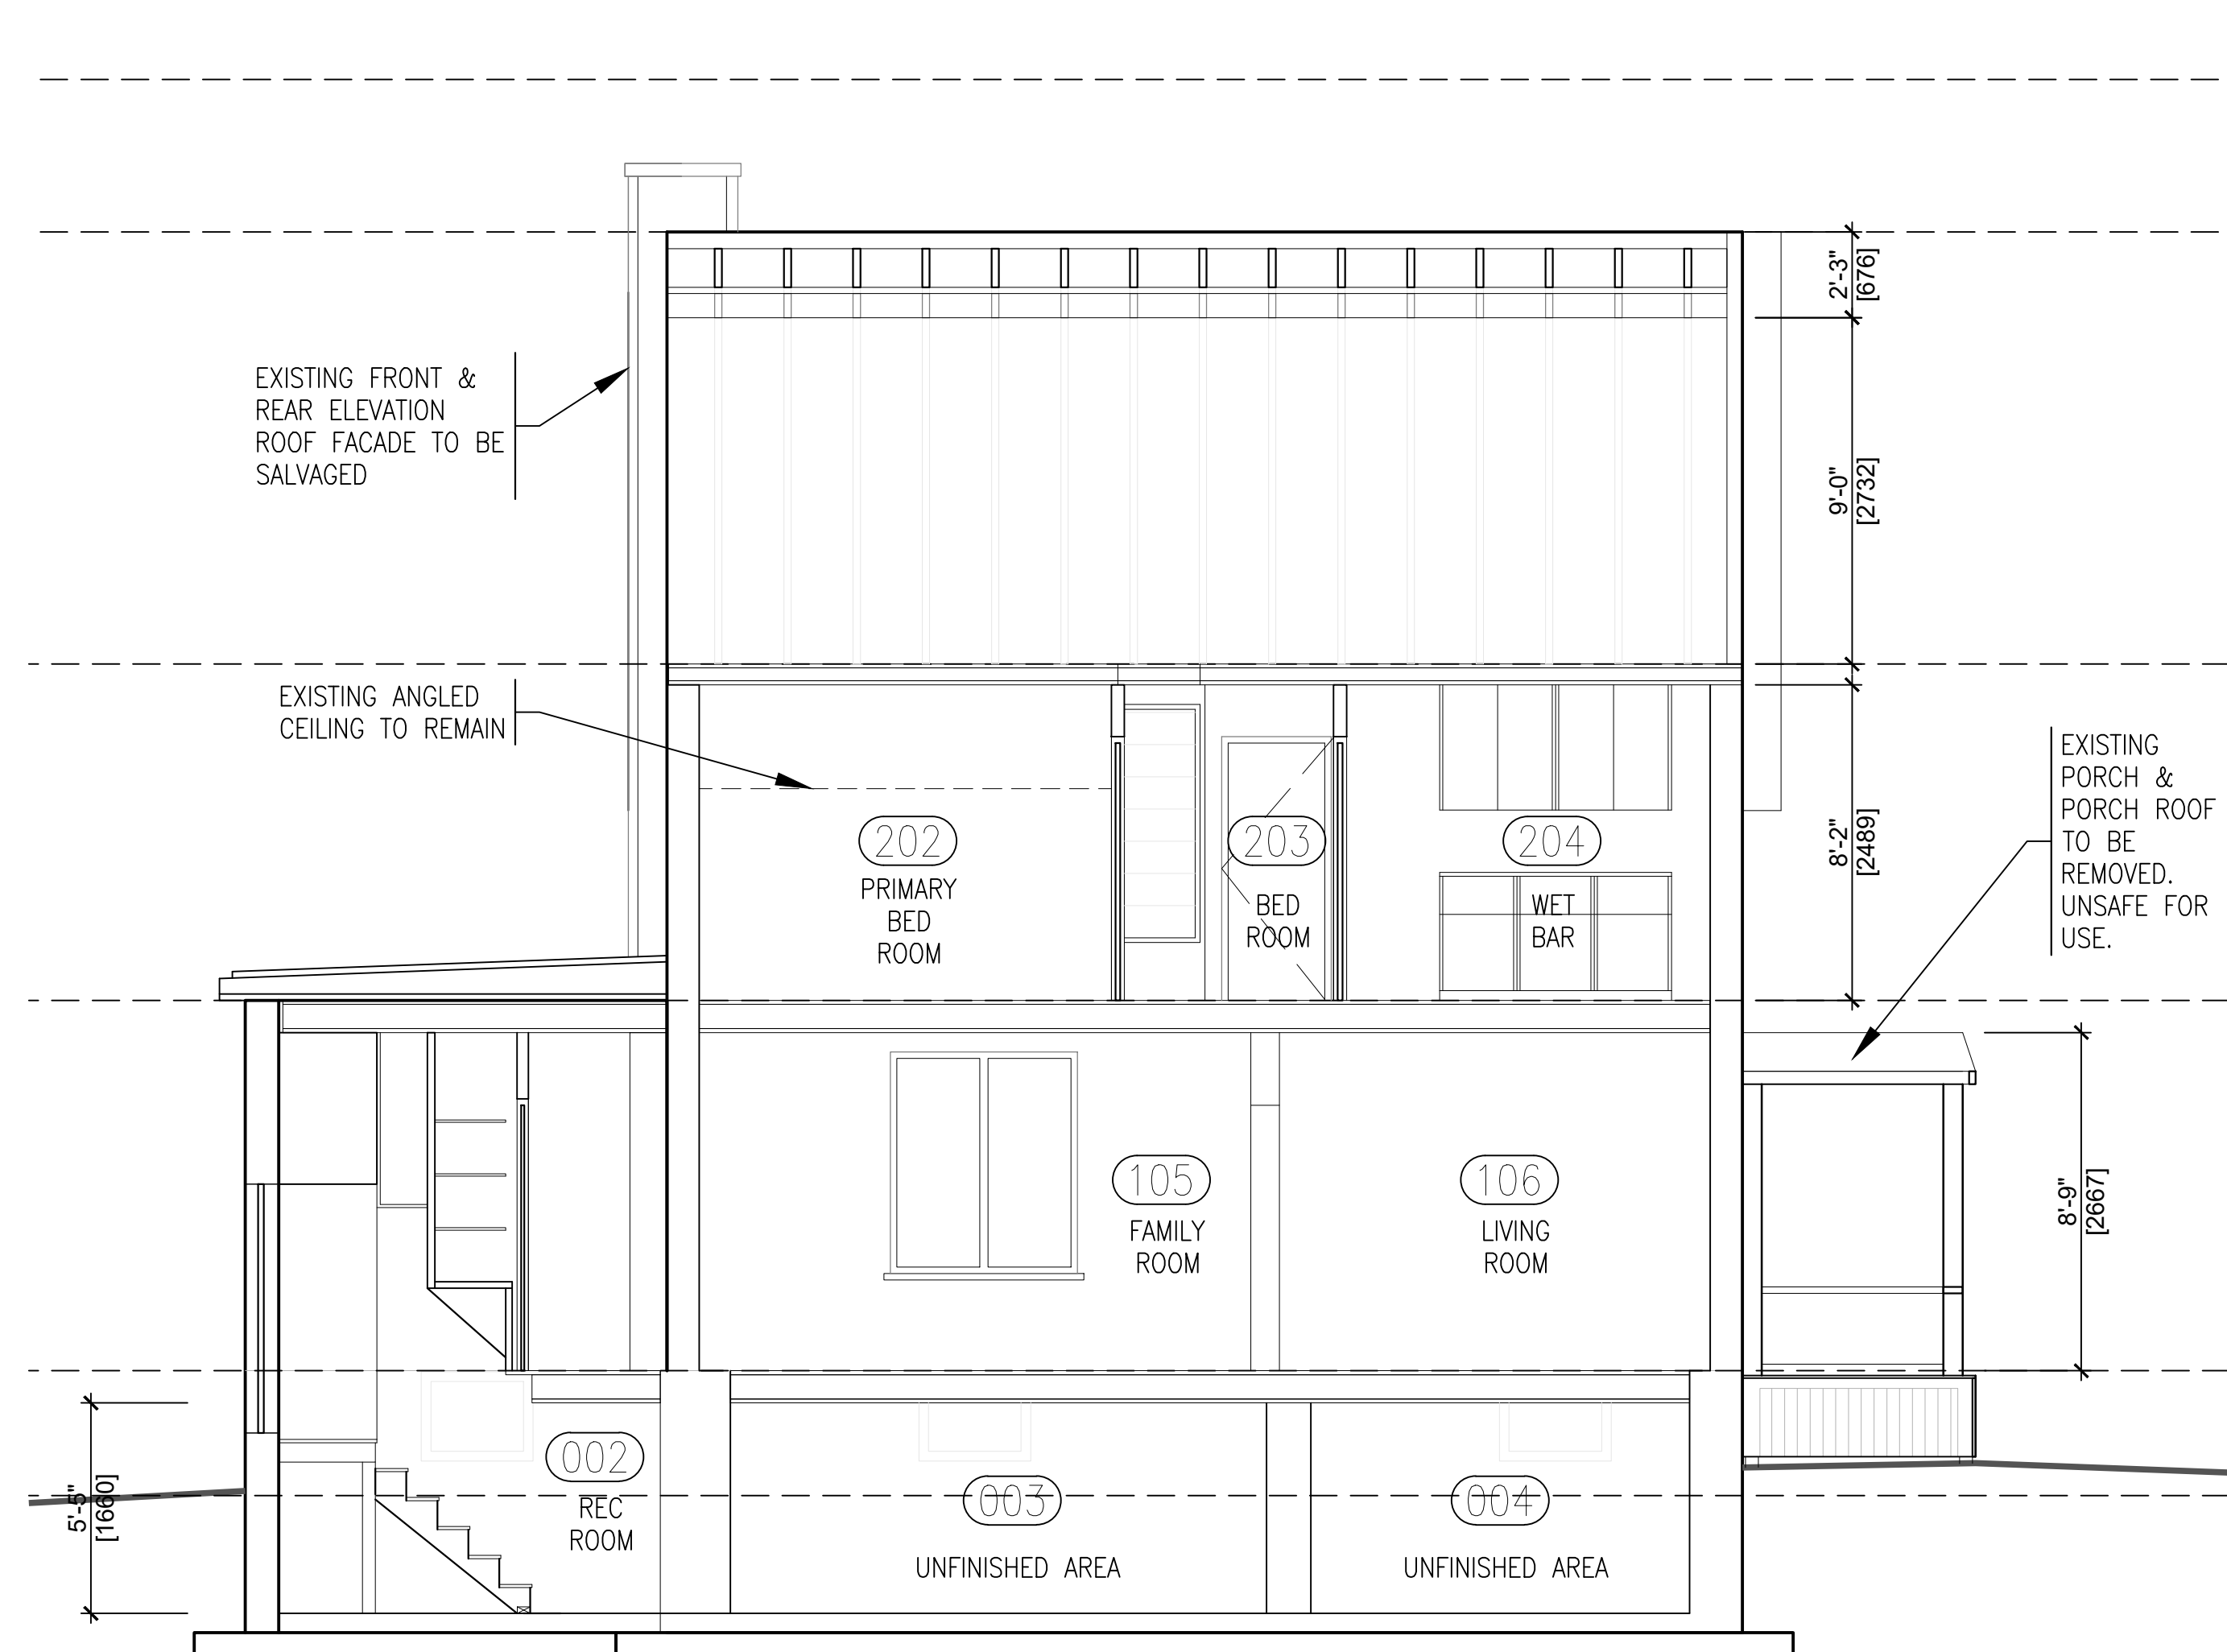 2'-3"
[676]
EXISTING FRONT &
REAR ELEVATION
ROOF FACADE TO BE
SALVAGED
9'-0"
[2732]
EXISTING ANGLED
CEILING TO REMAIN
EXISTING
PORCH &
PORCH ROOF
TO BE
REMOVED.
UNSAFE FOR
USE.
202
PRIMARY
BED
ROOM
203
BED
ROOM
204
WET
BAR
8'-2"
[2489]
105
FAMILY
ROOM
106
LIVING
ROOM
8'-9"
[2667]
5'-5"
[1660]
002
REC
ROOM
003
UNFINISHED AREA
004
UNFINISHED AREA